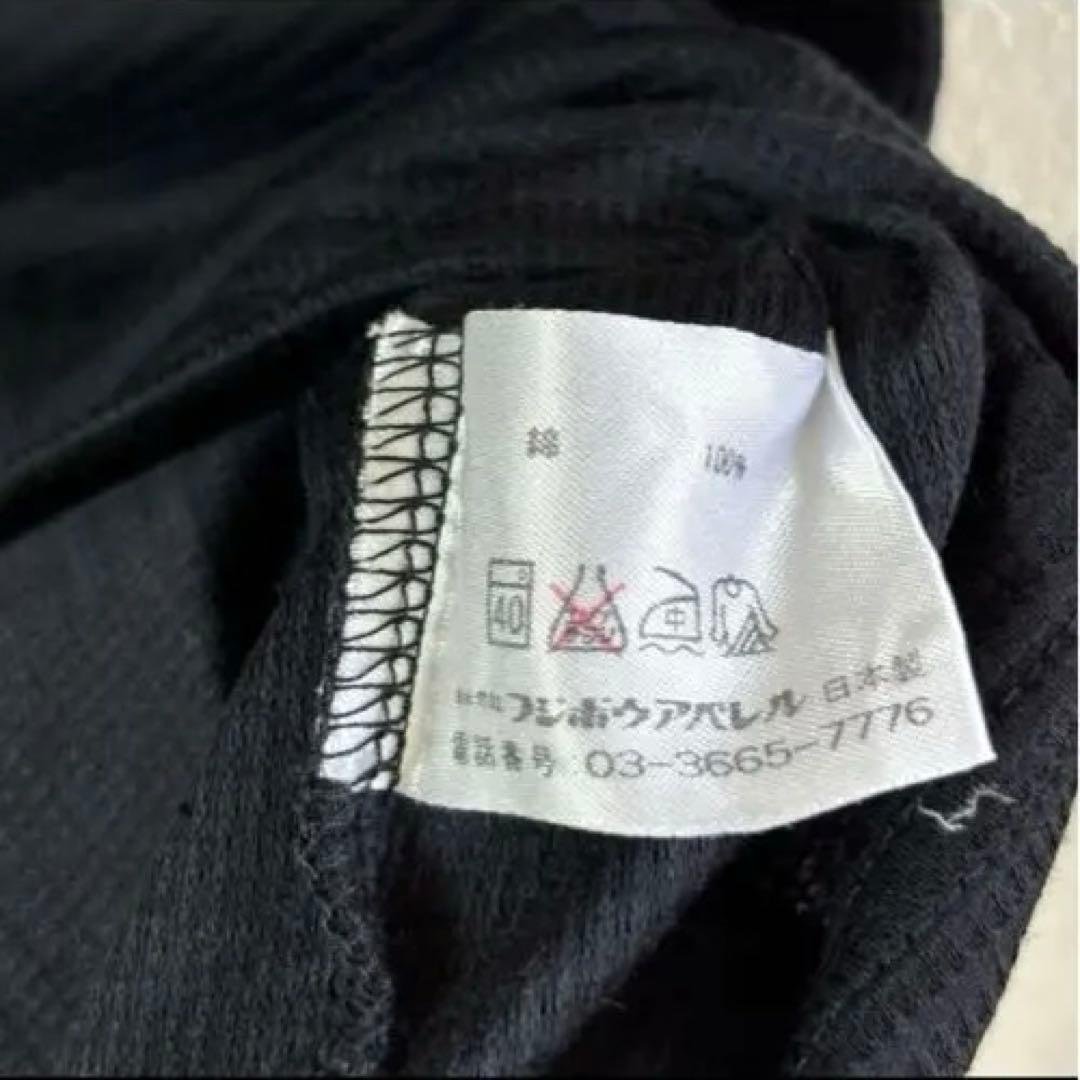 綿 100%
40 中
株式会社 フジボウアパレル 日本製
電話番号 03-3665-7776